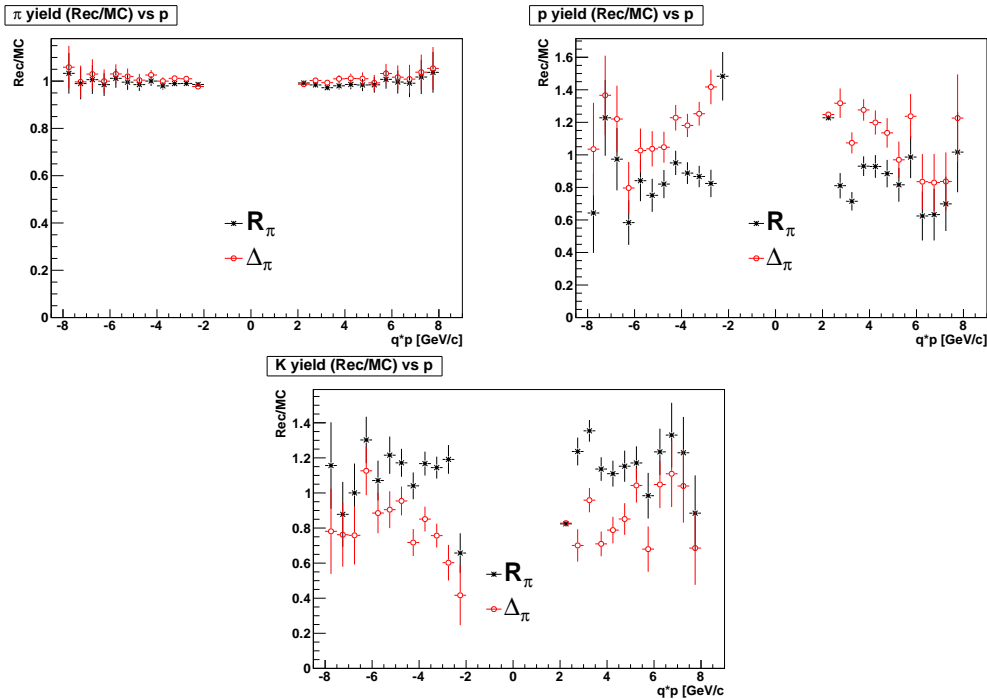 π yield (Rec/MC) vs p
Rec/MC
1
0.8
0.6
0.4
0.2
0
R_π
Δ_π
-8 -6 -4 -2 0 2 4 6 8
q*p [GeV/c]
p yield (Rec/MC) vs p
Rec/MC
1.6
1.4
1.2
1
0.8
0.6
0.4
0.2
0.0
R_π
Δ_π
-8 -6 -4 -2 0 2 4 6 8
q*p [GeV/c]
K yield (Rec/MC) vs p
Rec/MC
1.4
1.2
1
0.8
0.6
0.4
0.2
0
R_π
Δ_π
-8 -6 -4 -2 0 2 4 6 8
q*p [GeV/c